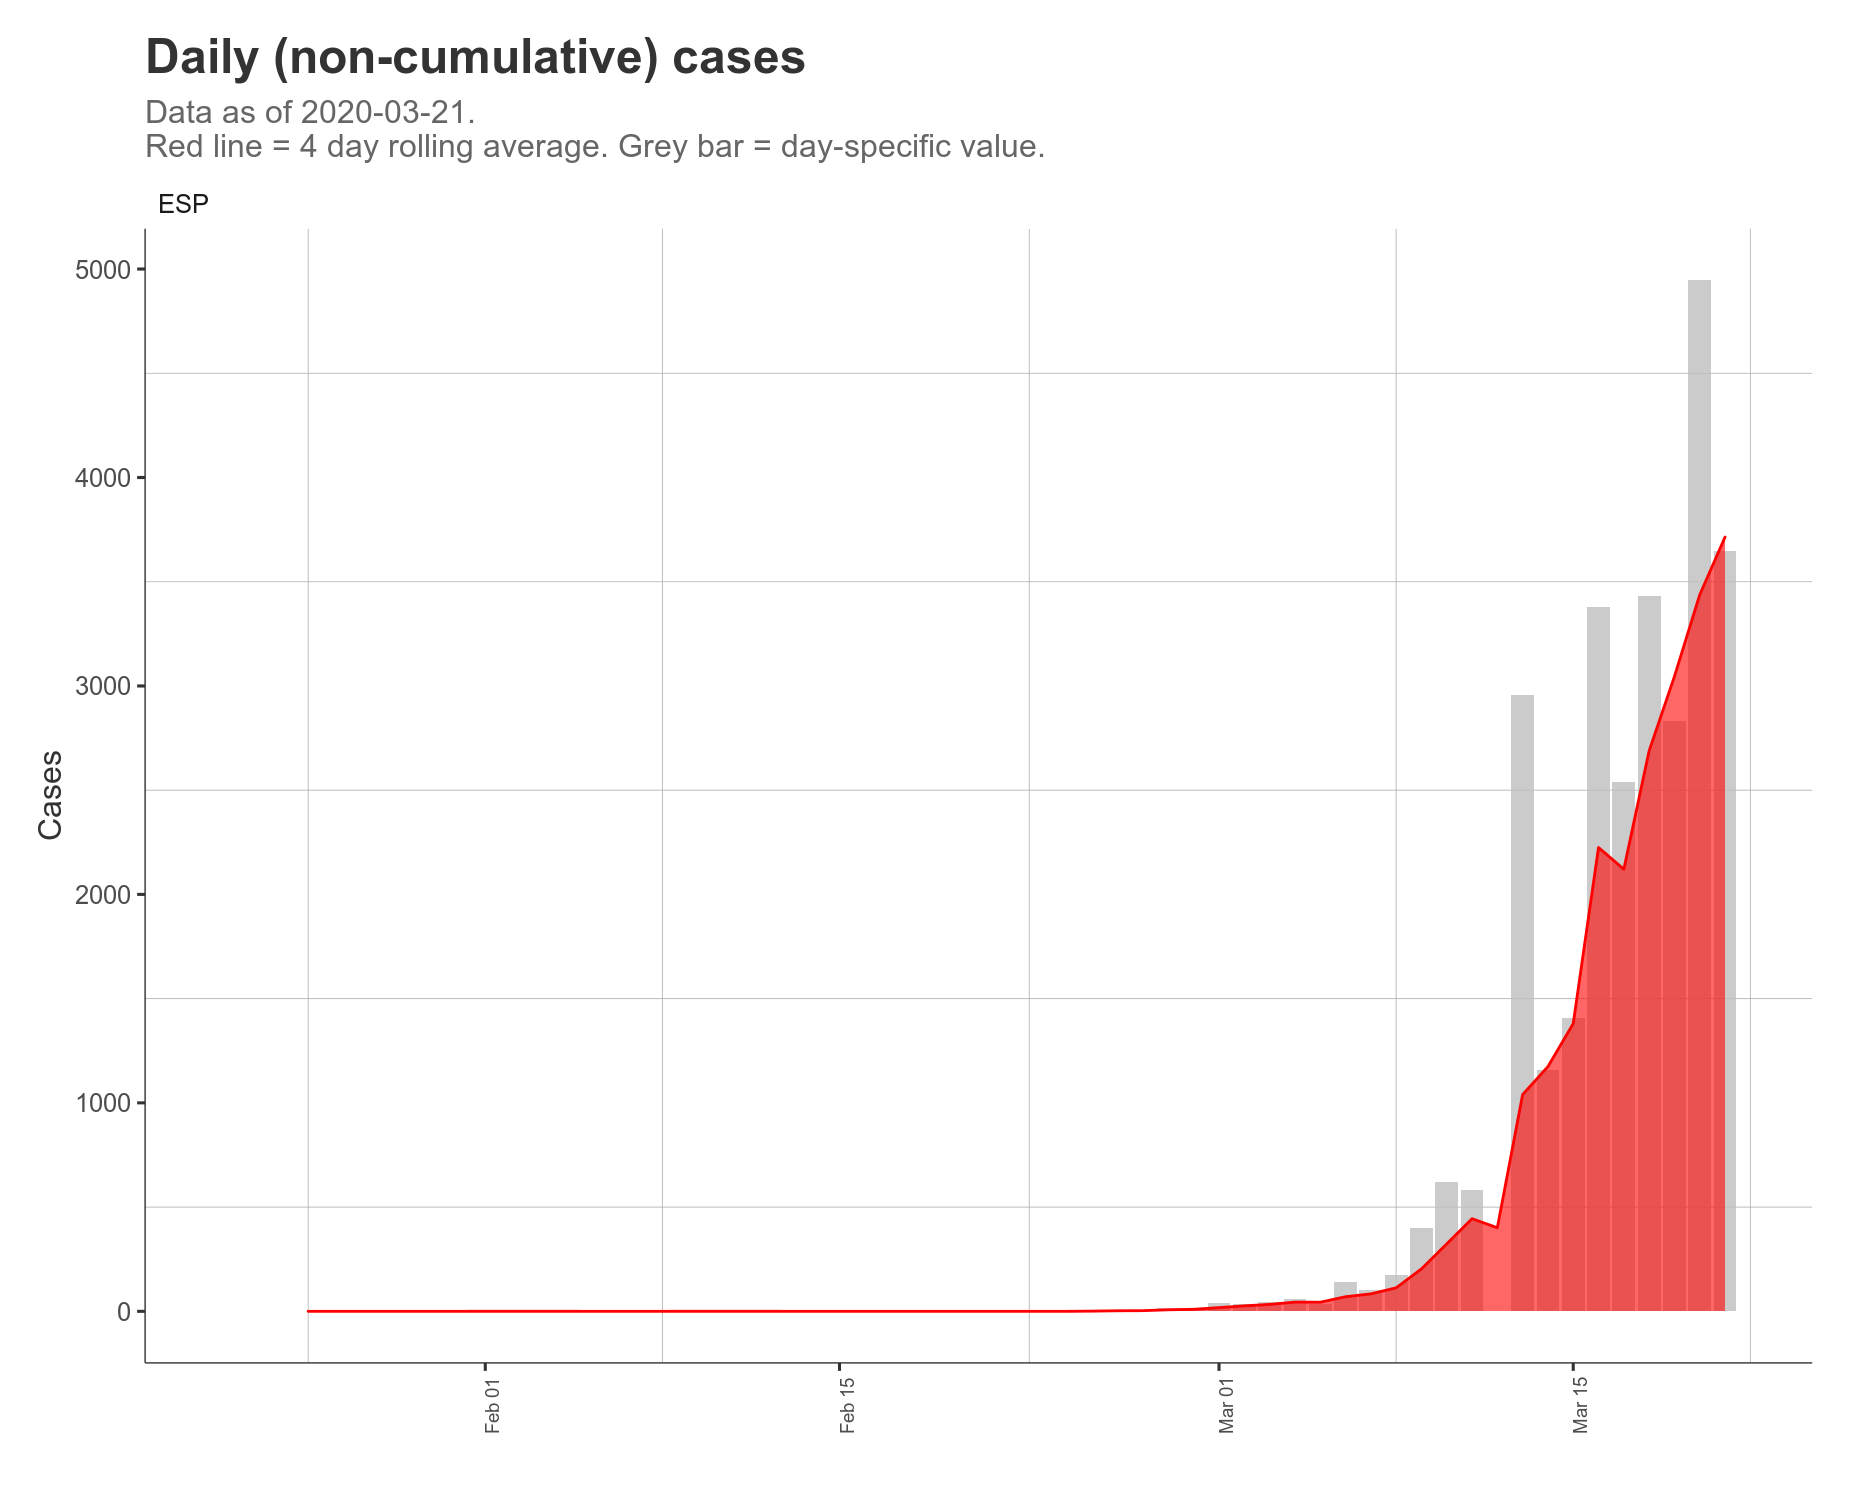 Daily (non-cumulative) cases
Data as of 2020-03-21.
Red line = 4 day rolling average. Grey bar = day-specific value.
ESP
5000
4000
3000
2000
1000
0
Cases
Feb 01
Feb 15
Mar 01
Mar 15